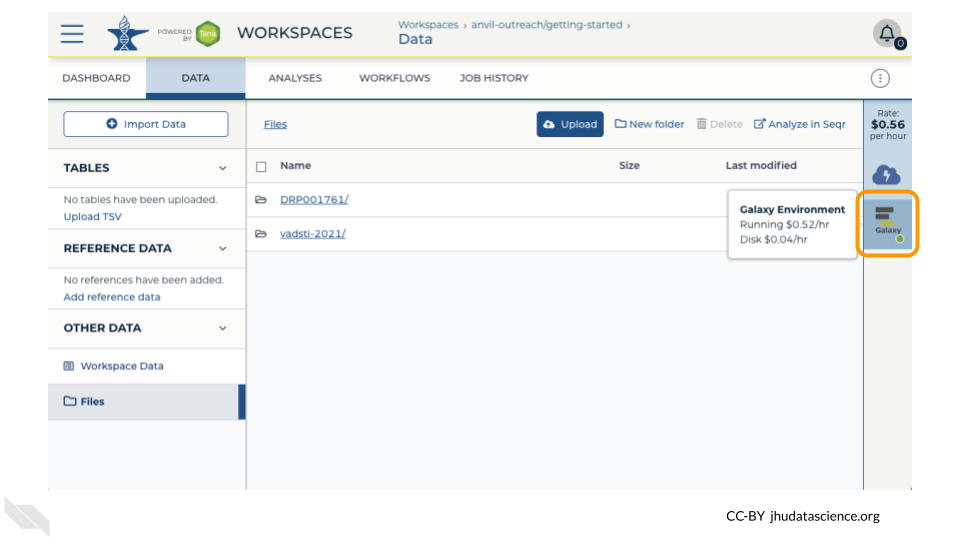 POWERED
BY
Terra
WORKSPACES
Workspaces › anvil-outreach/getting-started ›
Data
0
DASHBOARD
DATA
ANALYSES
WORKFLOWS
JOB HISTORY
Import Data
Files
Upload
New folder
Delete
Analyze in Seqr
Rate:
$0.56
per hour
TABLES
Name
Size
Last modified
No tables have been uploaded.
Upload TSV
DRP001761/
vadsti-2021/
Galaxy Environment
Running $0.52/hr
Disk $0.04/hr
Galaxy
REFERENCE DATA
No references have been added.
Add reference data
OTHER DATA
Workspace Data
Files
CC-BY jhudatascience.org